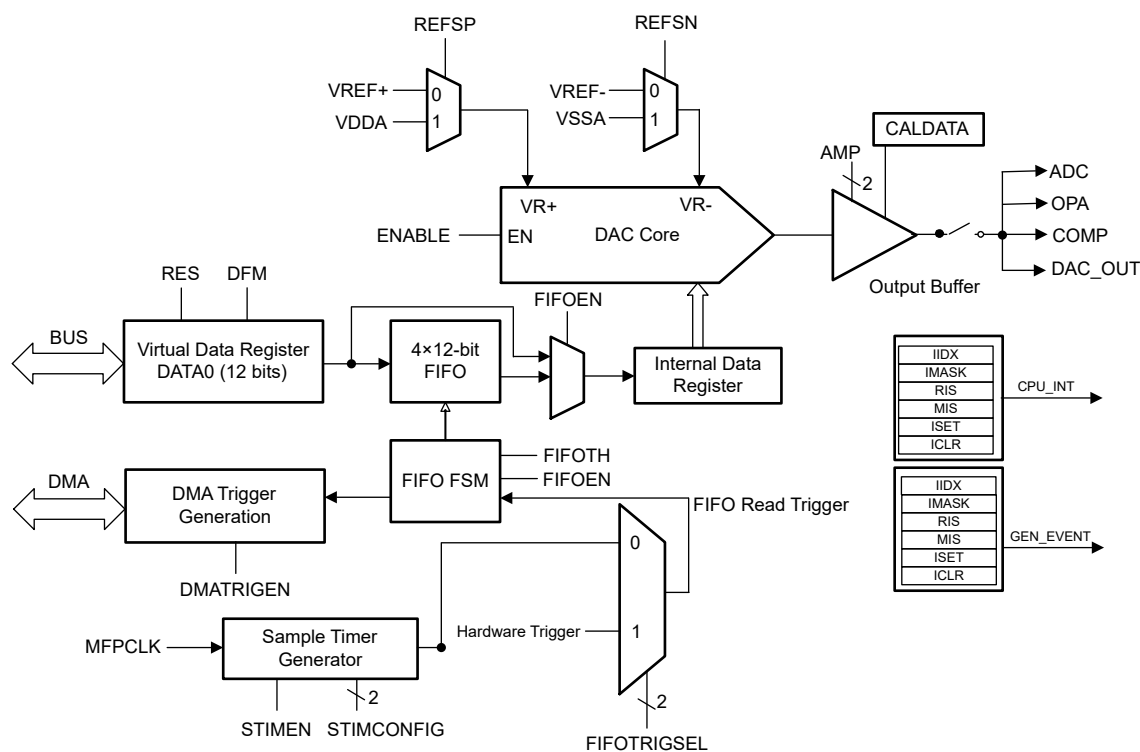 REFSP
REFSN
VREF+
0
VDDA
1
VREF-
0
VSSA
1
CALDATA
AMP
2
ADC
OPA
COMP
DAC_OUT
VR+
VR-
ENABLE
EN
DAC Core
Output Buffer
RES
DFM
FIFOEN
BUS
Virtual Data Register
DATA0 (12 bits)
4×12-bit
FIFO
Internal Data
Register
IIDX
IMASK
RIS
MIS
ISET
ICLR
CPU_INT
FIFOTH
FIFOEN
FIFO FSM
DMA
DMA Trigger
Generation
FIFO Read Trigger
IIDX
IMASK
RIS
MIS
ISET
ICLR
GEN_EVENT
DMATRIGEN
0
Hardware Trigger
1
MFPCLK
Sample Timer
Generator
2
2
STIMEN
STIMCONFIG
FIFOTRIGSEL